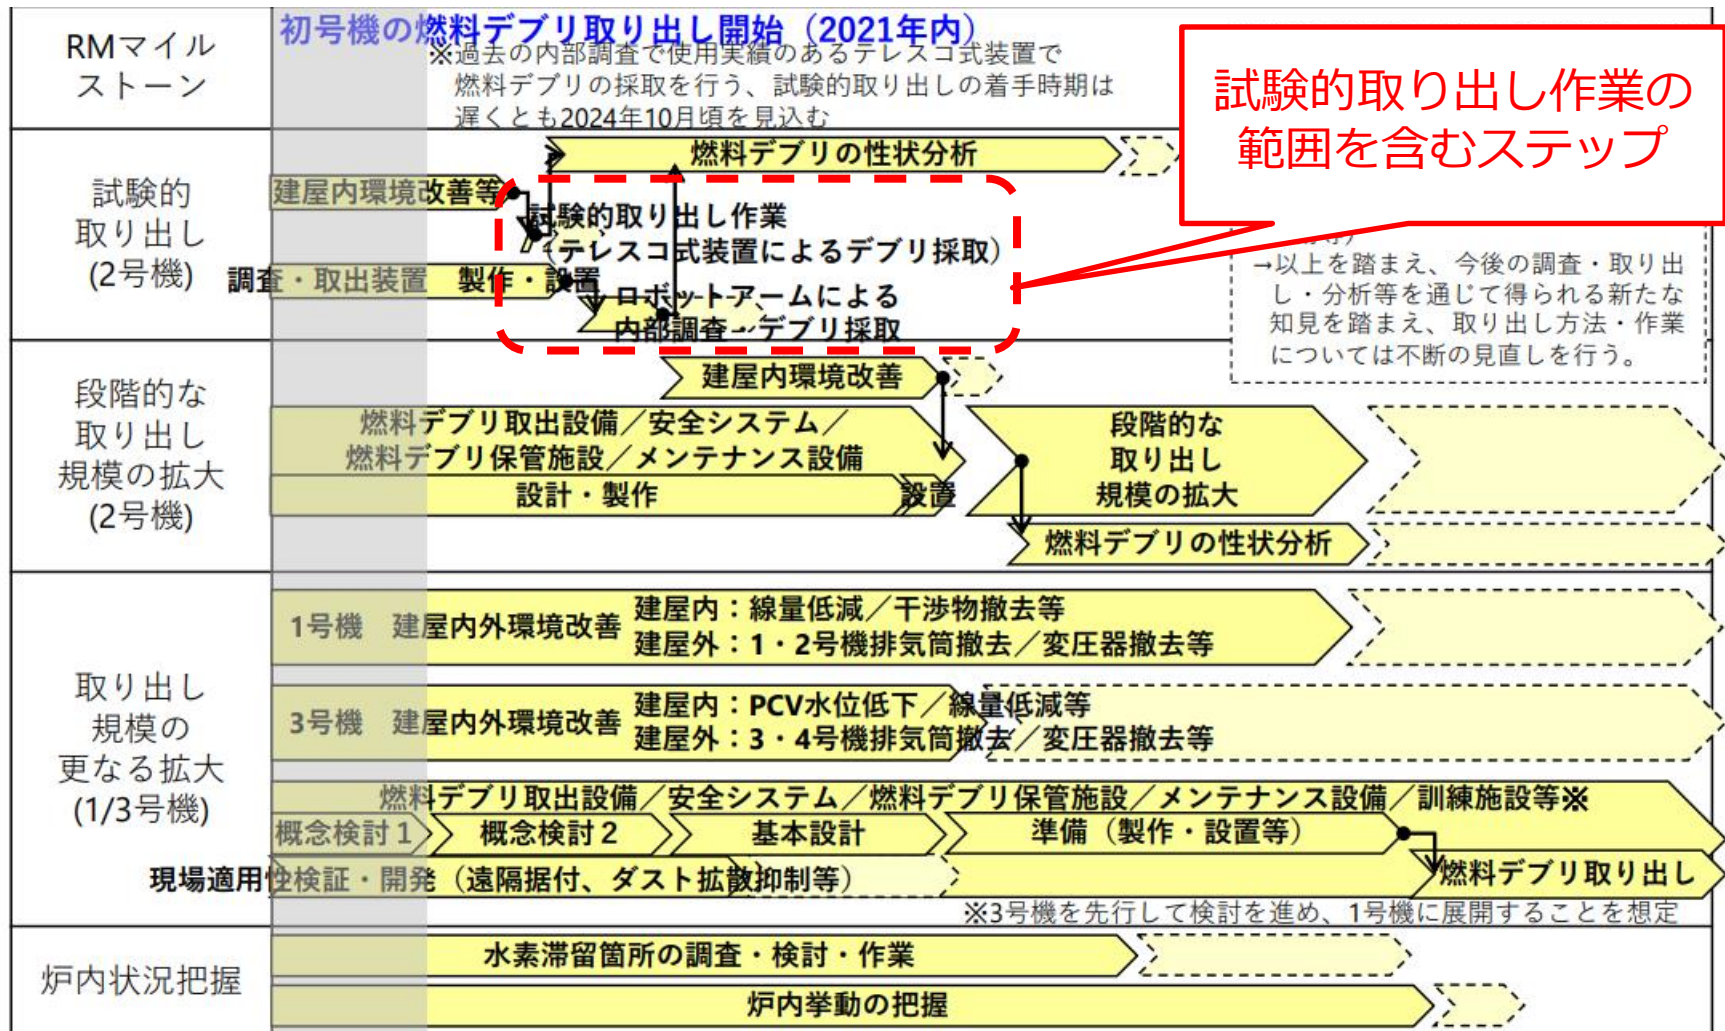 RMマイル
ストーン
初号機の燃料デブリ取り出し開始（2021年内）
※過去の内部調査で使用実績のあるテレスコ式装置で
燃料デブリの採取を行う、試験的取り出しの着手時期は
遅くとも2024年10月頃を見込む
試験的取り出し作業の
範囲を含むステップ
試験的
取り出し
(2号機)
燃料デブリの性状分析
建屋内環境改善等
試験的取り出し作業
（テレスコ式装置によるデブリ採取）
調査・取出装置　製作・設置
ロボットアームによる
内部調査・デブリ採取
→以上を踏まえ、今後の調査・取り出
し・分析等を通じて得られる新たな
知見を踏まえ、取り出し方法・作業
については不断の見直しを行う。
段階的な
取り出し
規模の拡大
(2号機)
建屋内環境改善
燃料デブリ取出設備／安全システム／
燃料デブリ保管施設／メンテナンス設備
設計・製作
設置
段階的な
取り出し
規模の拡大
燃料デブリの性状分析
取り出し
規模の
更なる拡大
(1/3号機)
1号機　建屋内外環境改善
建屋内：線量低減／干渉物撤去等
建屋外：1・2号機排気筒撤去／変圧器撤去等
3号機　建屋内外環境改善
建屋内：PCV水位低下／線量低減等
建屋外：3・4号機排気筒撤去／変圧器撤去等
燃料デブリ取出設備／安全システム／燃料デブリ保管施設／メンテナンス設備／訓練施設等※
概念検討１
概念検討２
基本設計
準備（製作・設置等）
現場適用性検証・開発（遠隔据付、ダスト拡散抑制等）
燃料デブリ取り出し
※3号機を先行して検討を進め、1号機に展開することを想定
炉内状況把握
水素滞留箇所の調査・検討・作業
炉内挙動の把握